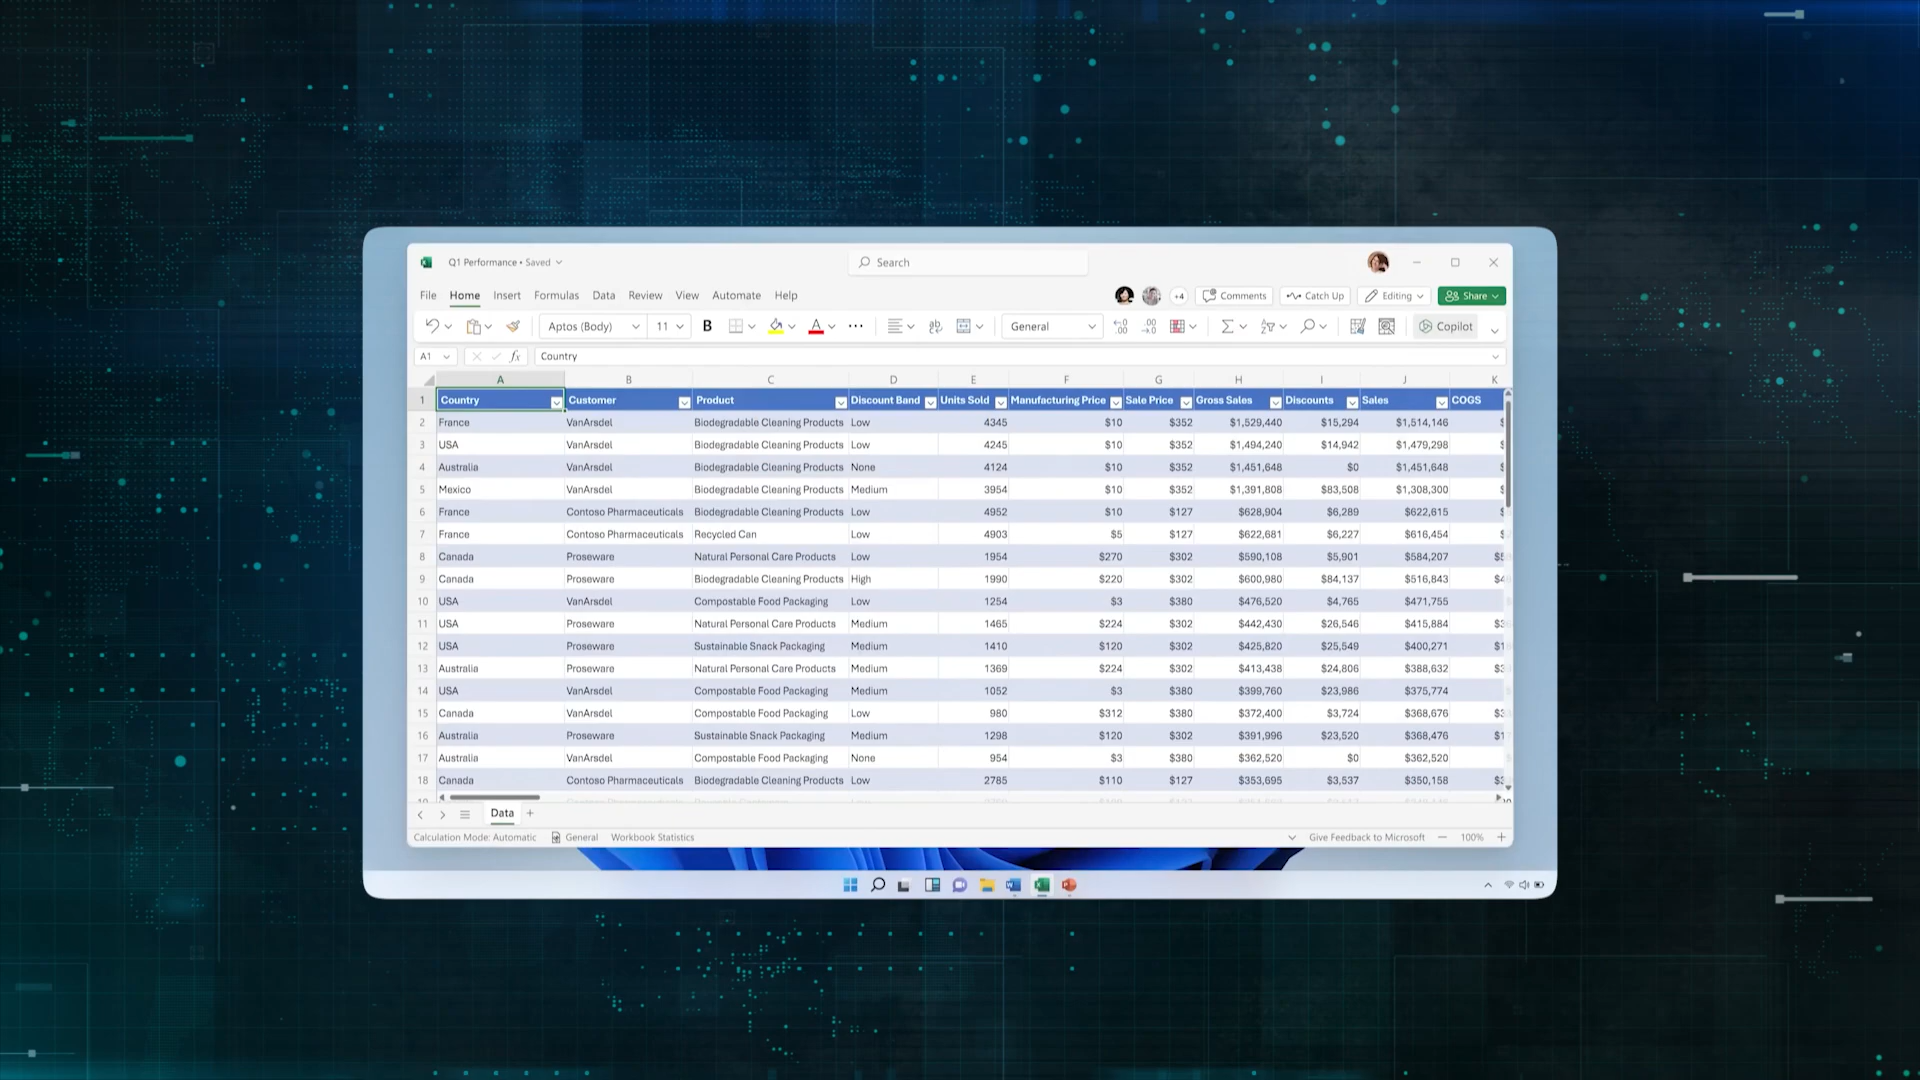 Q1 Performance • Saved
Search
File Home Insert Formulas Data Review View Automate Help
+4 Comments Catch Up Editing Share
Aptos (Body) 11 B A General Copilot
A1 fx Country
A B C D E F G H I J K
1 Country Customer Product Discount Band Units Sold Manufacturing Price Sale Price Gross Sales Discounts Sales COGS
2 France VanArsdel Biodegradable Cleaning Products Low 4345 $10 $352 $1,529,440 $15,294 $1,514,146
3 USA VanArsdel Biodegradable Cleaning Products Low 4245 $10 $352 $1,494,240 $14,942 $1,479,298
4 Australia VanArsdel Biodegradable Cleaning Products None 4124 $10 $352 $1,451,648 $0 $1,451,648
5 Mexico VanArsdel Biodegradable Cleaning Products Medium 3954 $10 $352 $1,391,808 $83,508 $1,308,300
6 France Contoso Pharmaceuticals Biodegradable Cleaning Products Low 4952 $10 $127 $628,904 $6,289 $622,615
7 France Contoso Pharmaceuticals Recycled Can Low 4903 $5 $127 $622,681 $6,227 $616,454
8 Canada Proseware Natural Personal Care Products Low 1954 $270 $302 $590,108 $5,901 $584,207
9 Canada Proseware Biodegradable Cleaning Products High 1990 $220 $302 $600,980 $84,137 $516,843
10 USA VanArsdel Compostable Food Packaging Low 1254 $3 $380 $476,520 $4,765 $471,755
11 USA Proseware Natural Personal Care Products Medium 1465 $224 $302 $442,430 $26,546 $415,884
12 USA Proseware Sustainable Snack Packaging Medium 1410 $120 $302 $425,820 $25,549 $400,271
13 Australia Proseware Natural Personal Care Products Medium 1369 $224 $302 $413,438 $24,806 $388,632
14 USA VanArsdel Compostable Food Packaging Medium 1052 $3 $380 $399,760 $23,986 $375,774
15 Canada VanArsdel Compostable Food Packaging Low 980 $312 $380 $372,400 $3,724 $368,676
16 Australia Proseware Sustainable Snack Packaging Medium 1298 $120 $302 $391,996 $23,520 $368,476
17 Australia VanArsdel Compostable Food Packaging None 954 $3 $380 $362,520 $0 $362,520
18 Canada Contoso Pharmaceuticals Biodegradable Cleaning Products Low 2785 $110 $127 $353,695 $3,537 $350,158
Data
Calculation Mode: Automatic General Workbook Statistics Give Feedback to Microsoft 100%